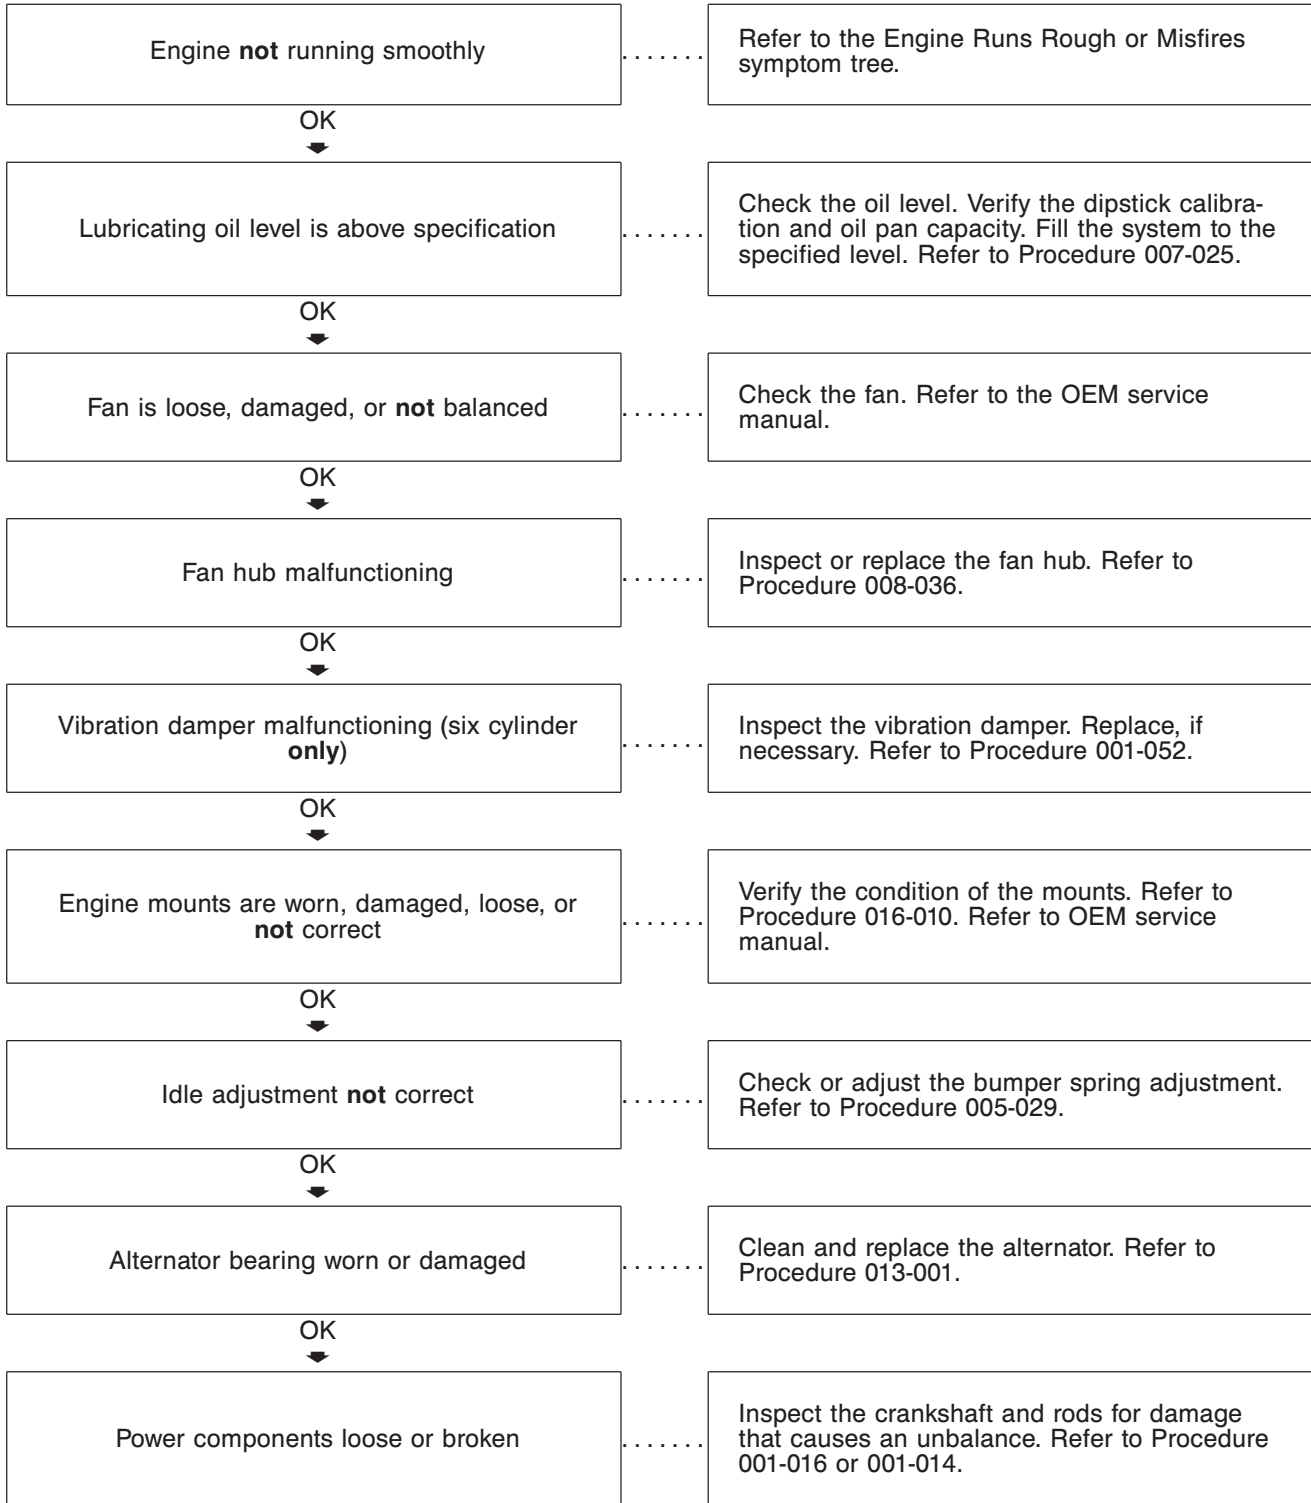 Engine not running smoothly
.......
Refer to the Engine Runs Rough or Misfires
symptom tree.
OK
Lubricating oil level is above specification
.......
Check the oil level. Verify the dipstick calibra-
tion and oil pan capacity. Fill the system to the
specified level. Refer to Procedure 007-025.
OK
Fan is loose, damaged, or not balanced
.......
Check the fan. Refer to the OEM service
manual.
OK
Fan hub malfunctioning
.......
Inspect or replace the fan hub. Refer to
Procedure 008-036.
OK
Vibration damper malfunctioning (six cylinder
only)
.......
Inspect the vibration damper. Replace, if
necessary. Refer to Procedure 001-052.
OK
Engine mounts are worn, damaged, loose, or
not correct
.......
Verify the condition of the mounts. Refer to
Procedure 016-010. Refer to OEM service
manual.
OK
Idle adjustment not correct
.......
Check or adjust the bumper spring adjustment.
Refer to Procedure 005-029.
OK
Alternator bearing worn or damaged
.......
Clean and replace the alternator. Refer to
Procedure 013-001.
OK
Power components loose or broken
.......
Inspect the crankshaft and rods for damage
that causes an unbalance. Refer to Procedure
001-016 or 001-014.